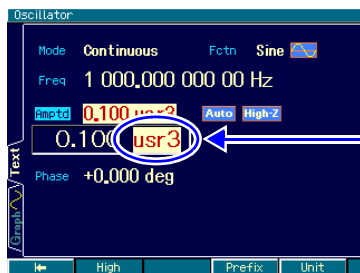 Oscillator
Mode Continuous Fctn Sine
Freq 1 000,000 000 00 Hz
Amptd 0.100 usr3 Auto High-Z
0.100 usr3
Phase +0,000 deg
Text
Graph
High Prefix Unit